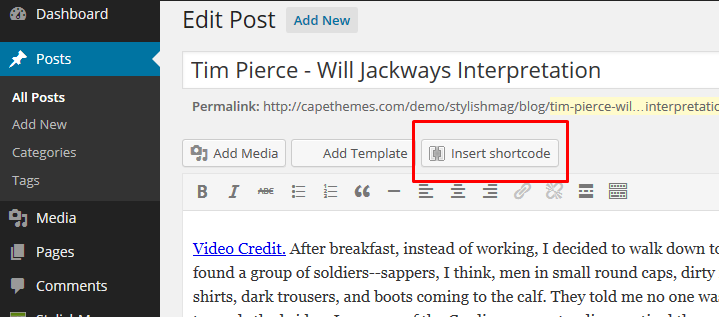 Dashboard
Edit Post Add New
Posts
Tim Pierce - Will Jackways Interpretation
All Posts
Permalink: http://capethemes.com/demo/stylishmag/blog/tim-pierce-wil...interpretatio
Add New
Categories
Add Media Add Template Insert shortcode
Tags
B I ABC
Media
Pages
Video Credit. After breakfast, instead of working, I decided to walk down to
found a group of soldiers--sappers, I think, men in small round caps, dirty
Comments
shirts, dark trousers, and boots coming to the calf. They told me no one wa